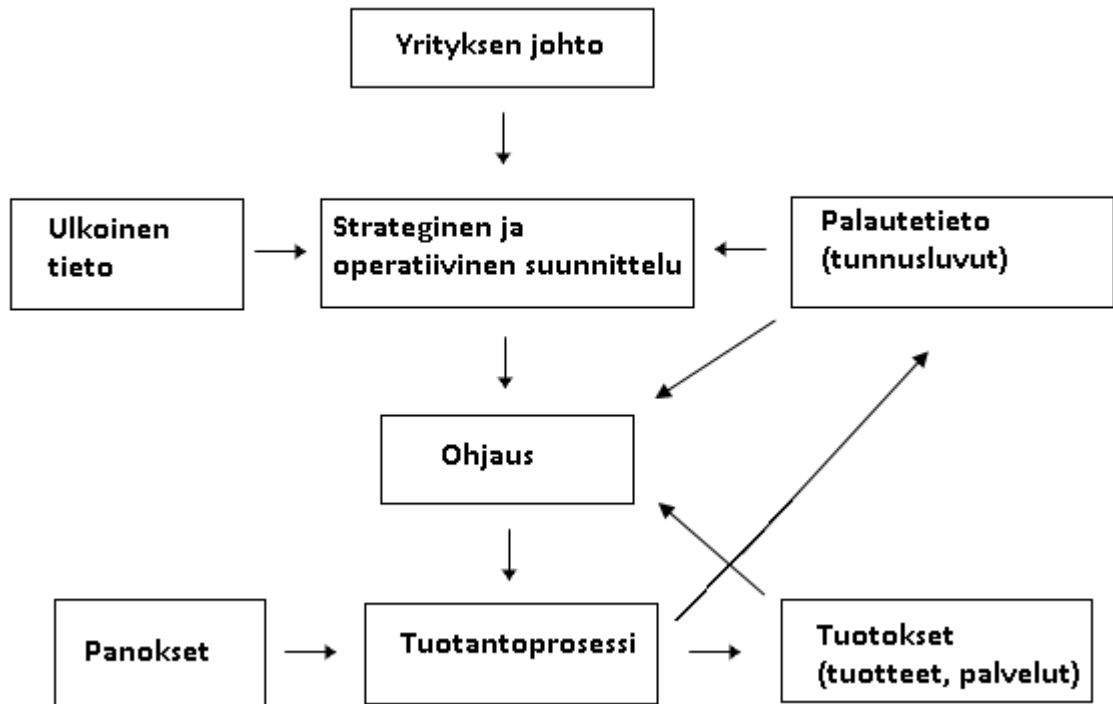 Yrityksen johto
Ulkoinen
tieto
Strateginen ja
operatiivinen suunnittelu
Palautetieto
(tunnusluvut)
Ohjaus
Panokset
Tuotantoprosessi
Tuotokset
(tuotteet, palvelut)